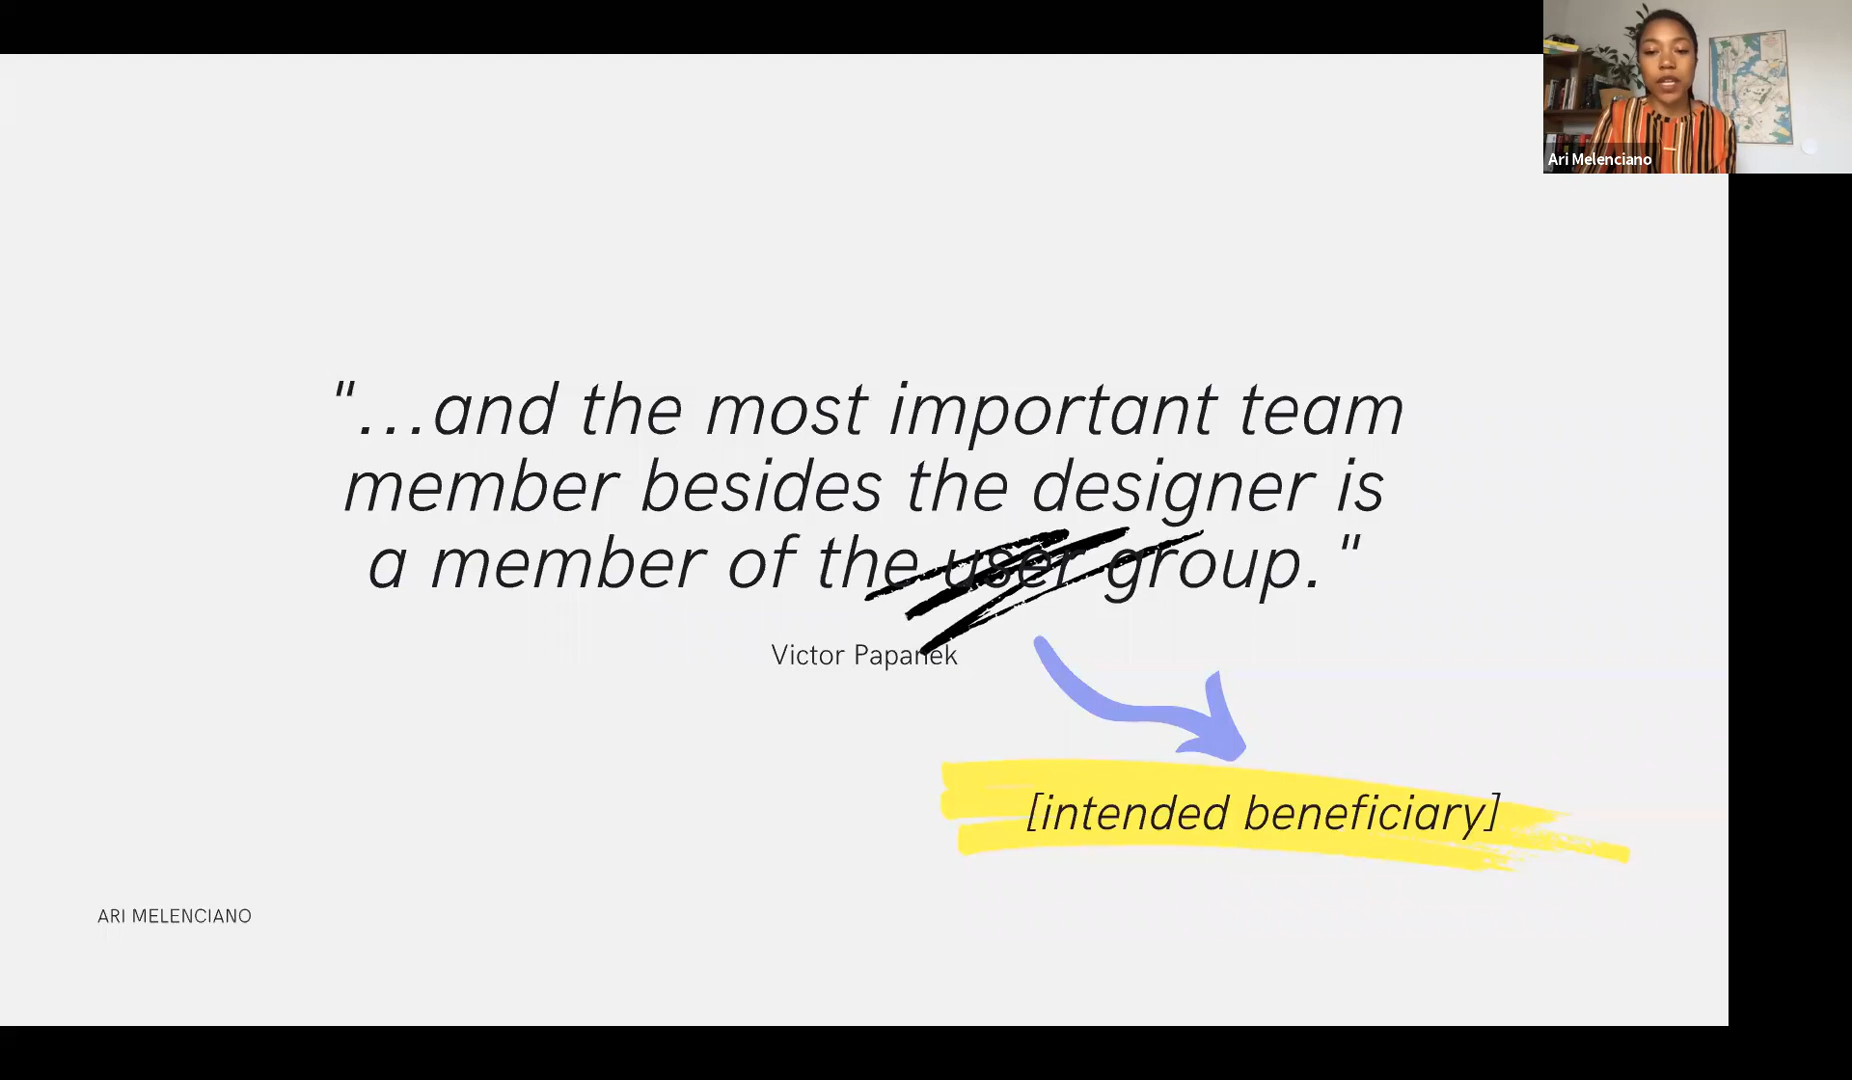 Ari Melenciano
"...and the most important team
member besides the designer is
a member of the user group."
Victor Papanek
[intended beneficiary]
ARI MELENCIANO